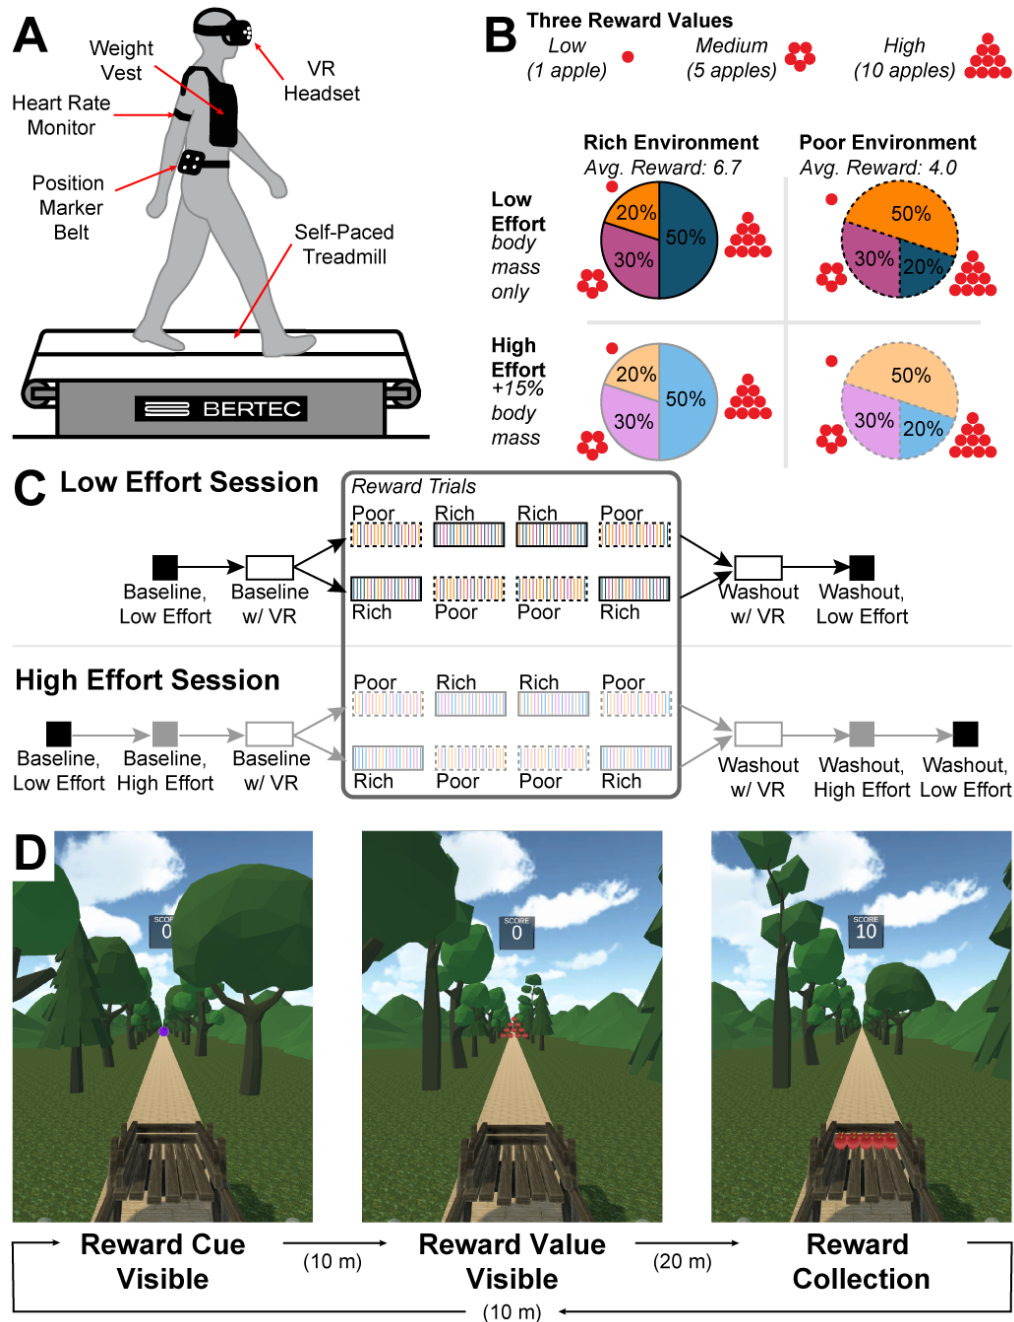 A
Weight
Vest
VR
Headset
Heart Rate
Monitor
Position
Marker
Belt
Self-Paced
Treadmill
BERTEC
B
Three Reward Values
Low
(1 apple)
Medium
(5 apples)
High
(10 apples)
Rich Environment
Avg. Reward: 6.7
Poor Environment
Avg. Reward: 4.0
Low
Effort
body
mass
only
20%
50%
30%
50%
30%
20%
High
Effort
+15%
body
mass
20%
50%
30%
50%
30%
20%
C
Low Effort Session
Reward Trials
Poor
Rich
Rich
Poor
Baseline,
Low Effort
Baseline
w/ VR
Rich
Poor
Poor
Rich
Washout
w/ VR
Washout,
Low Effort
High Effort Session
Poor
Rich
Rich
Poor
Baseline,
Low Effort
Baseline,
High Effort
Baseline
w/ VR
Rich
Poor
Poor
Rich
Washout
w/ VR
Washout,
High Effort
Washout,
Low Effort
D
SCORE
0
SCORE
0
SCORE
10
Reward Cue
Visible
(10 m)
Reward Value
Visible
(20 m)
Reward
Collection
(10 m)